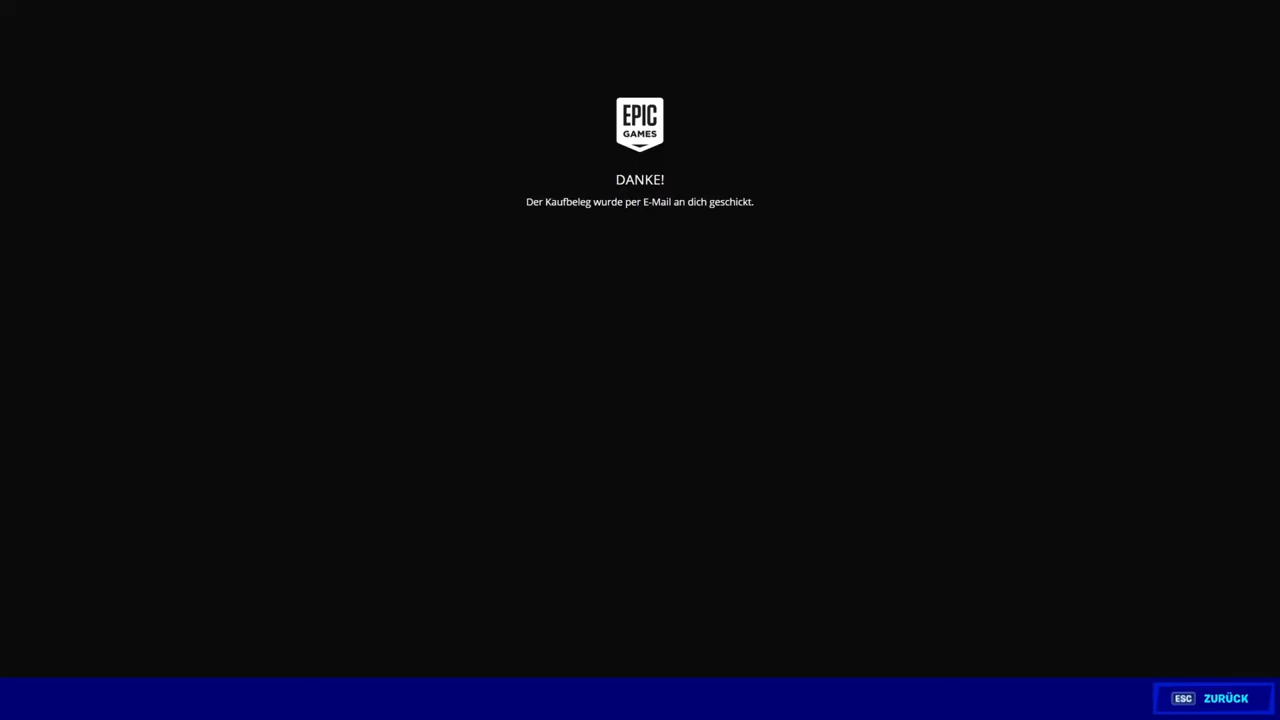 EPIC
GAMES
DANKE!
Der Kaufbeleg wurde per E-Mail an dich geschickt.
ESC ZURÜCK